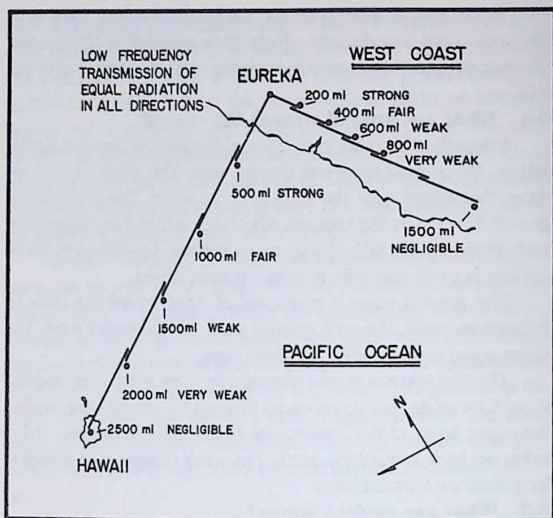 LOW FREQUENCY
TRANSMISSION OF
EQUAL RADIATION
IN ALL DIRECTIONS
WEST COAST
EUREKA
200 mi STRONG
400 mi FAIR
600 mi WEAK
800 mi
VERY WEAK
500 mi STRONG
1500 mi
NEGLIGIBLE
1000 mi FAIR
1500 mi WEAK
PACIFIC OCEAN
2000 mi VERY WEAK
2500 mi NEGLIGIBLE
HAWAII
N